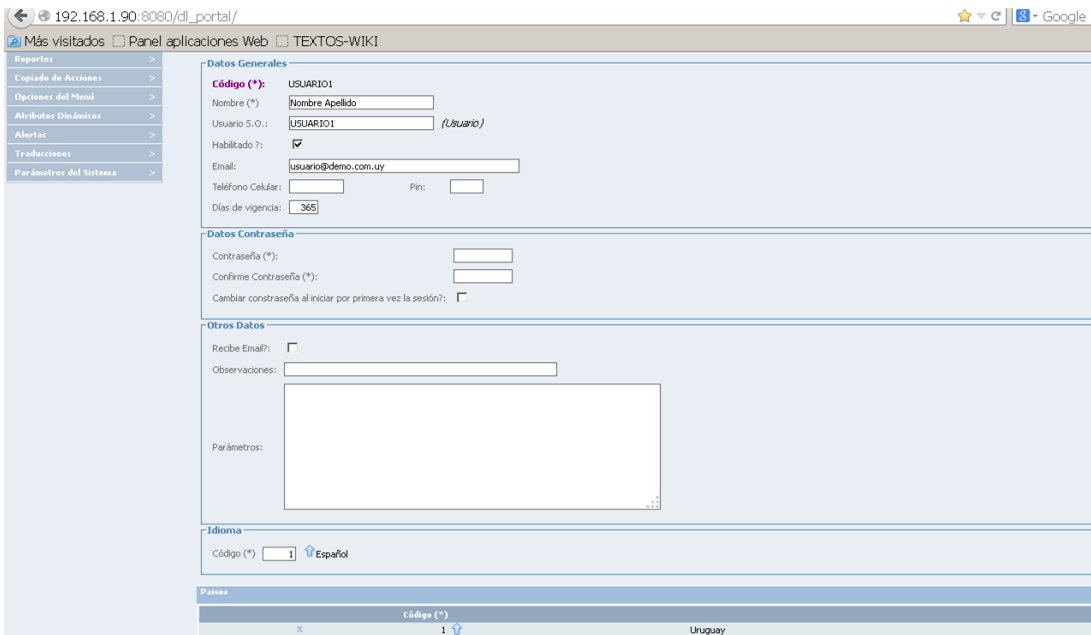 192.168.1.90:8080/dl_portal/
Google
Más visitados Panel aplicaciones Web TEXTOS-WIKI
Reportes >
Copiado de Acciones >
Opciones del Menú >
Atributos Dinámicos >
Alertas >
Traducciones >
Parámetros del Sistema >
Datos Generales
Código (*): USUARIO1
Nombre (*) Nombre Apellido
Usuario S.O.: USUARIO1 (Usuario)
Habilitado ?:
Email: usuario@demo.com.uy
Teléfono Celular: Pin:
Días de vigencia: 365
Datos Contraseña
Contraseña (*):
Confirme Contraseña (*):
Cambiar constraseña al iniciar por primera vez la sesión?:
Otros Datos
Recibe Email?:
Observaciones:
Parámetros:
Idioma
Código (*) 1 Español
Países
Código (*)
x 1 Uruguay